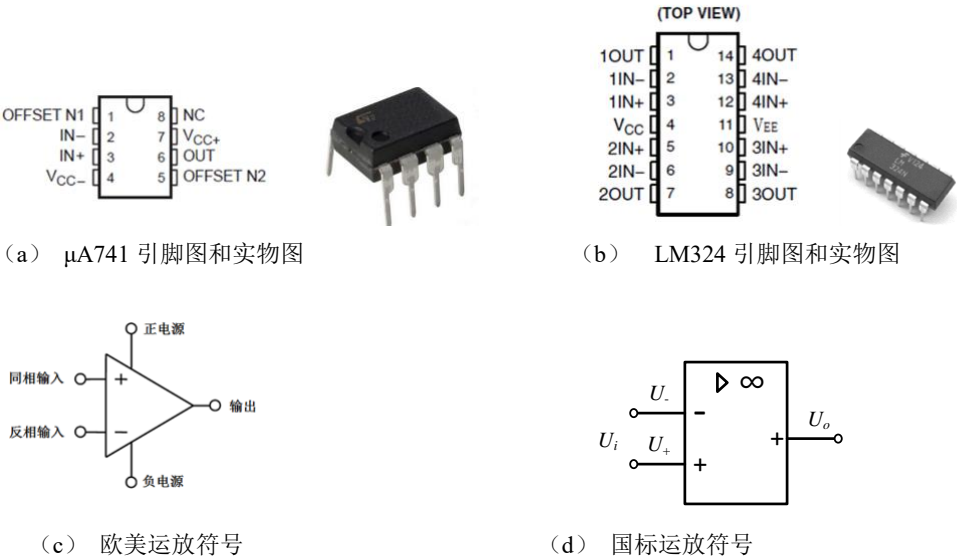 OFFSET N1 1 8 NC
IN− 2 7 VCC+
IN+ 3 6 OUT
VCC− 4 5 OFFSET N2
(TOP VIEW)
1OUT 1 14 4OUT
1IN− 2 13 4IN−
1IN+ 3 12 4IN+
VCC 4 11 VEE
2IN+ 5 10 3IN+
2IN− 6 9 3IN−
2OUT 7 8 3OUT
（a） μA741 引脚图和实物图
（b） LM324 引脚图和实物图
正电源
同相输入 +
输出
反相输入 −
负电源
∞
U- -
Ui
U+ +
+ Uo
（c） 欧美运放符号
（d） 国标运放符号